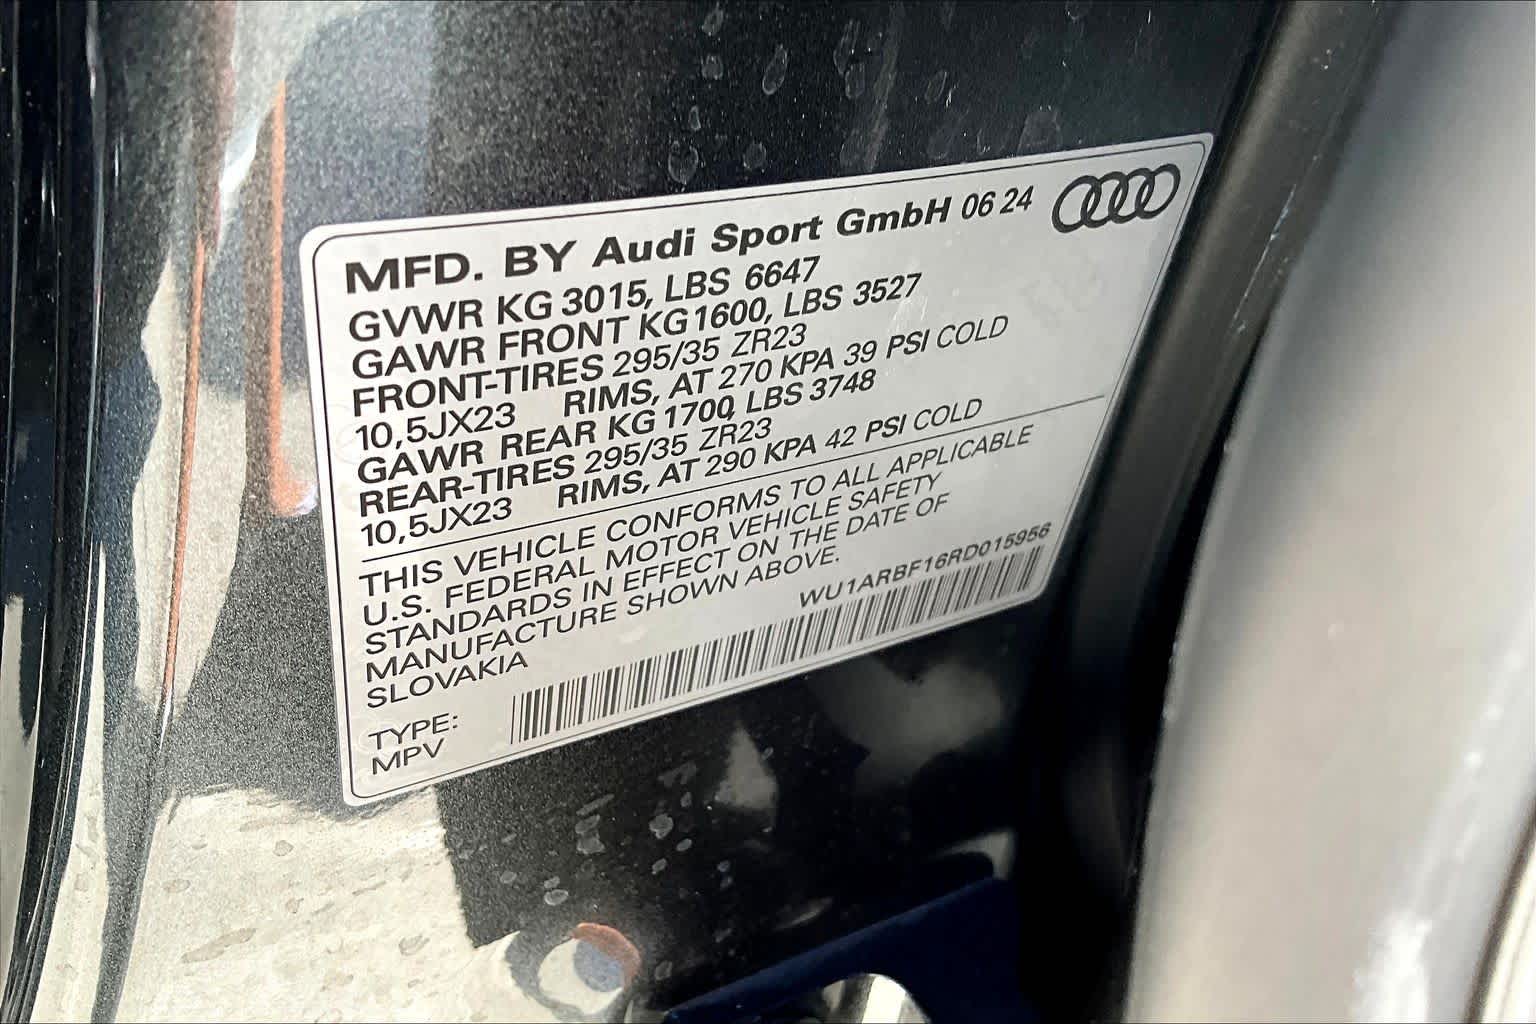 MFD. BY Audi Sport GmbH 06 24
GVWR KG 3015, LBS 6647
GAWR FRONT KG 1600, LBS 3527
FRONT-TIRES 295/35 ZR23
10,5JX23 RIMS, AT 270 KPA 39 PSI COLD
GAWR REAR KG 1700, LBS 3748
REAR-TIRES 295/35 ZR23
10,5JX23 RIMS, AT 290 KPA 42 PSI COLD
THIS VEHICLE CONFORMS TO ALL APPLICABLE
U.S. FEDERAL MOTOR VEHICLE SAFETY
STANDARDS IN EFFECT ON THE DATE OF
MANUFACTURE SHOWN ABOVE.
SLOVAKIA
WU1ARBF16RD015956
TYPE:
MPV